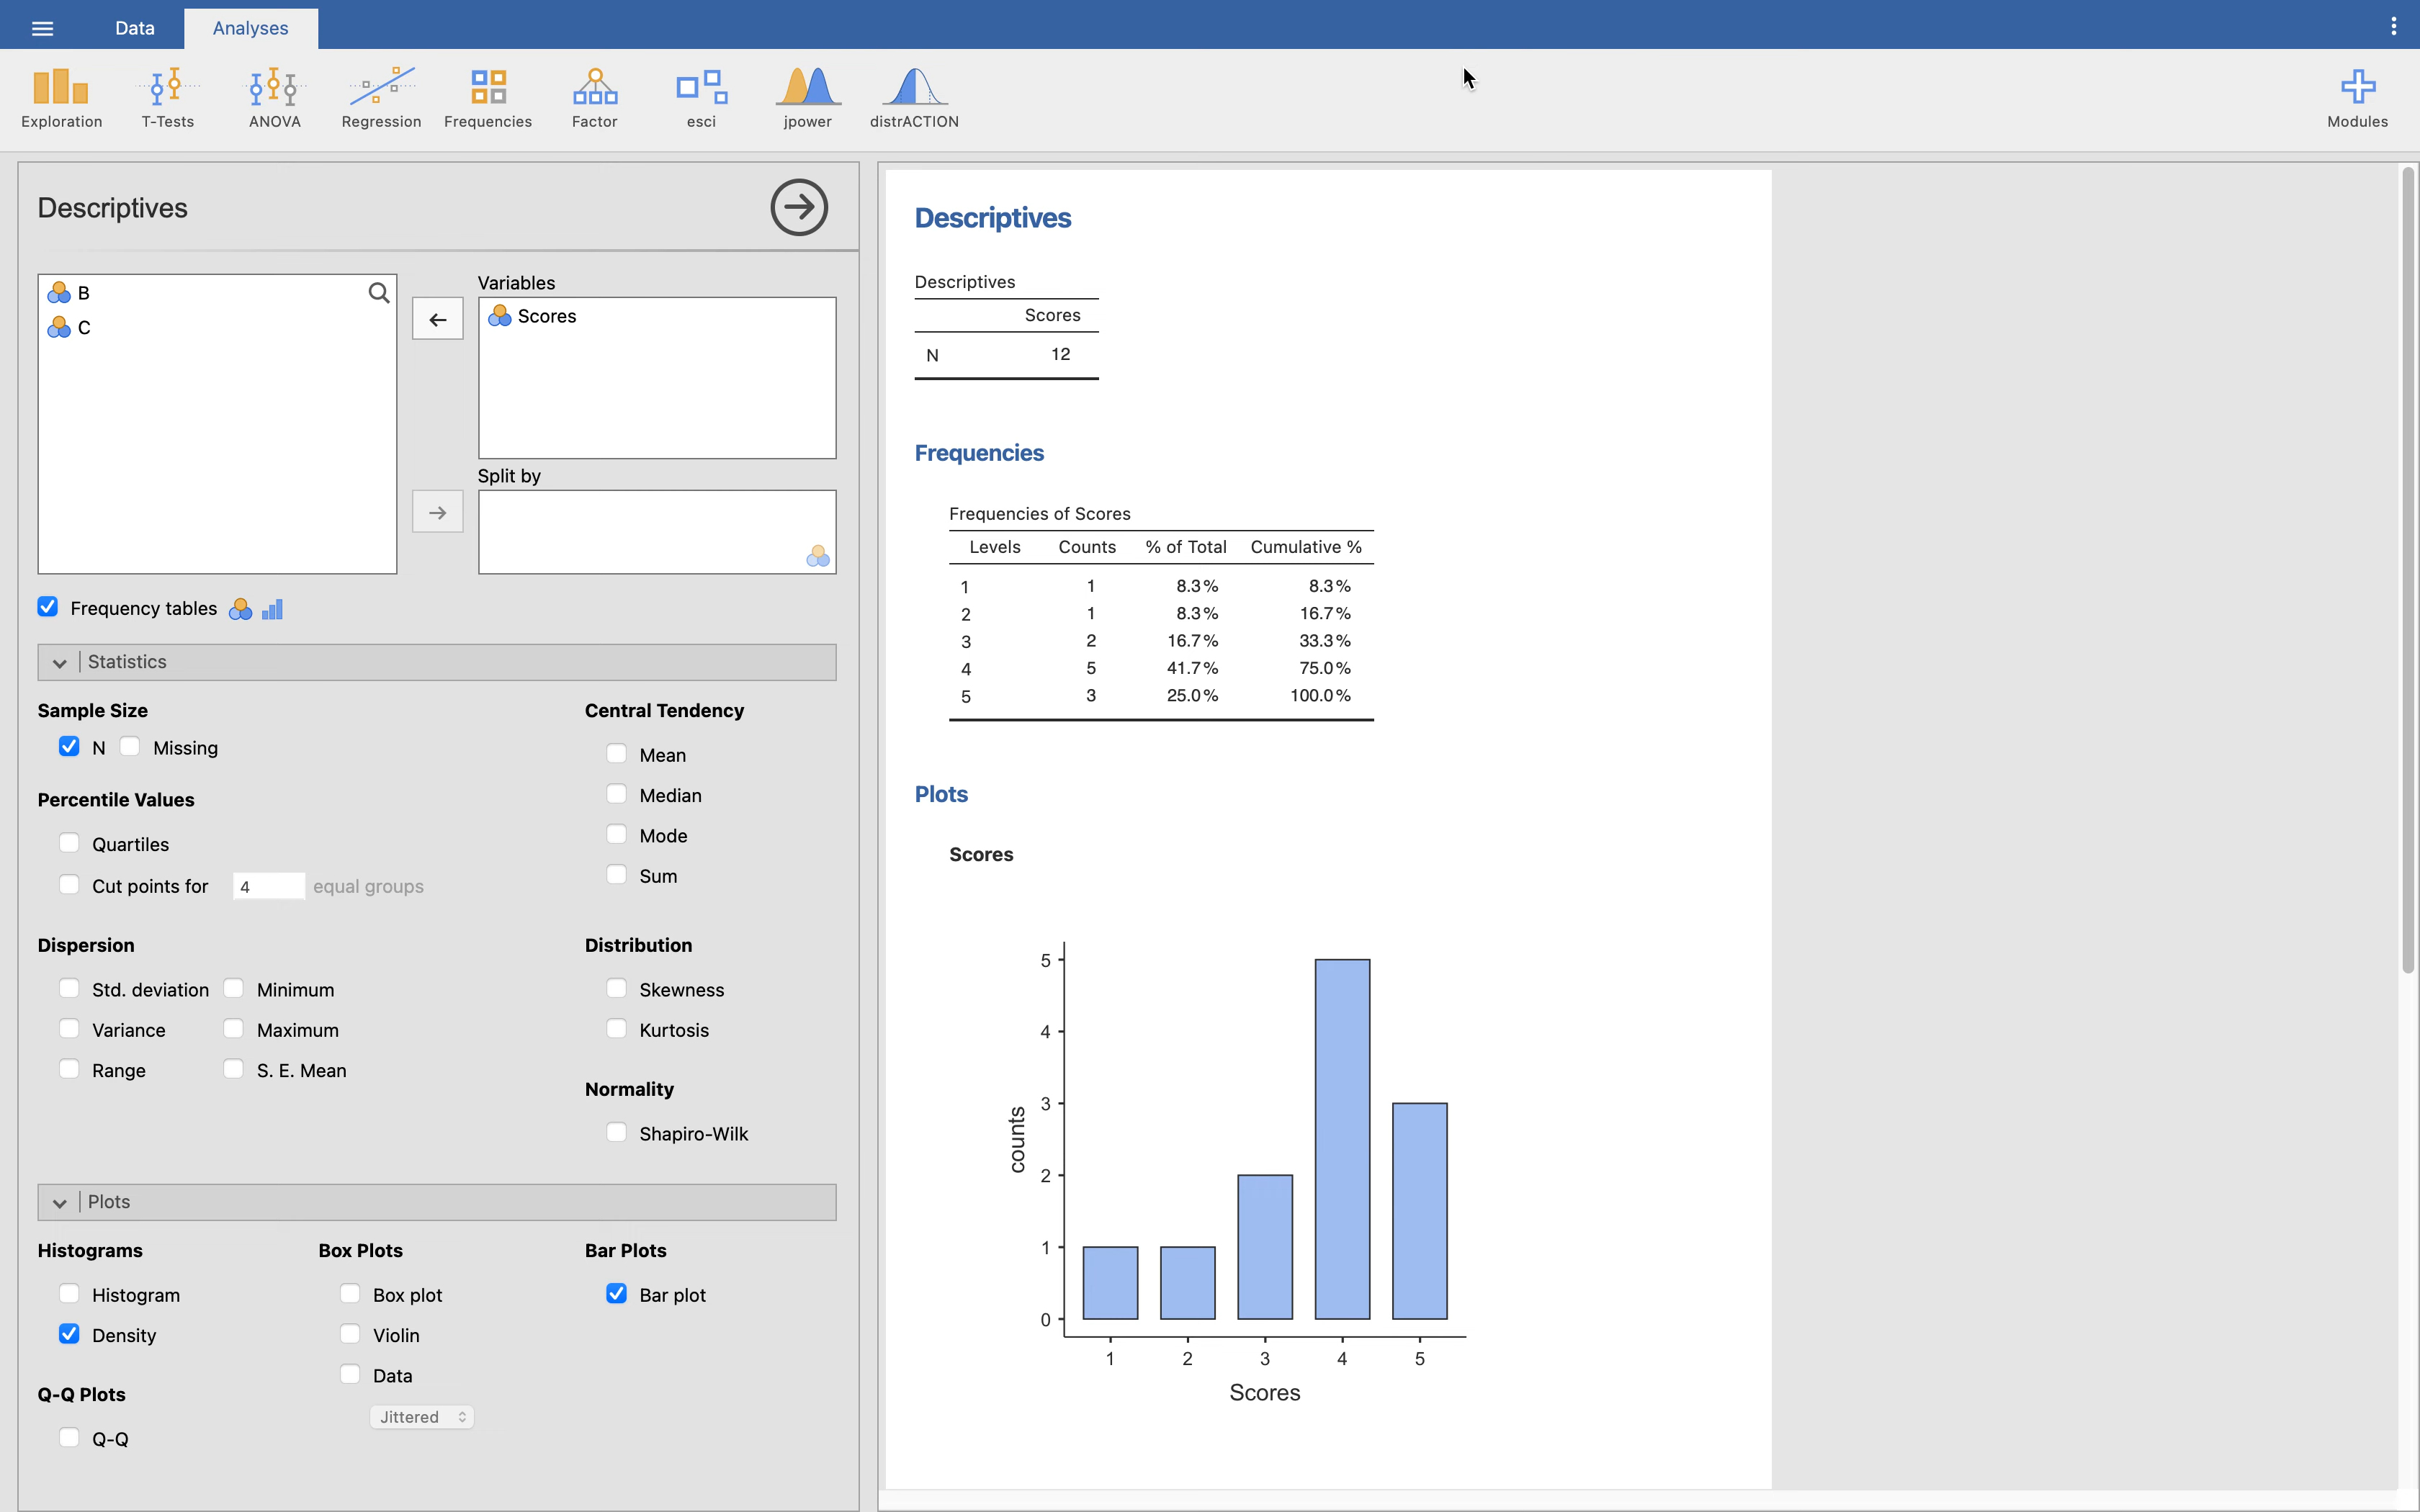 Data
Analyses
Exploration
T-Tests
ANOVA
Regression
Frequencies
Factor
esci
jpower
distrACTION
Modules
Descriptives
B
C
Variables
Scores
Split by
Frequency tables
Statistics
Sample Size
N Missing
Percentile Values
Quartiles
Cut points for 4 equal groups
Central Tendency
Mean
Median
Mode
Sum
Dispersion
Std. deviation Minimum
Variance Maximum
Range S. E. Mean
Distribution
Skewness
Kurtosis
Normality
Shapiro-Wilk
Plots
Histograms
Histogram
Density
Q-Q Plots
Q-Q
Box Plots
Box plot
Violin
Data
Jittered
Bar Plots
Bar plot
Descriptives
Descriptives
Scores
N 12
Frequencies
Frequencies of Scores
Levels Counts % of Total Cumulative %
1 1 8.3% 8.3%
2 1 8.3% 16.7%
3 2 16.7% 33.3%
4 5 41.7% 75.0%
5 3 25.0% 100.0%
Plots
Scores
5
4
3
2
1
0
counts
1 2 3 4 5
Scores